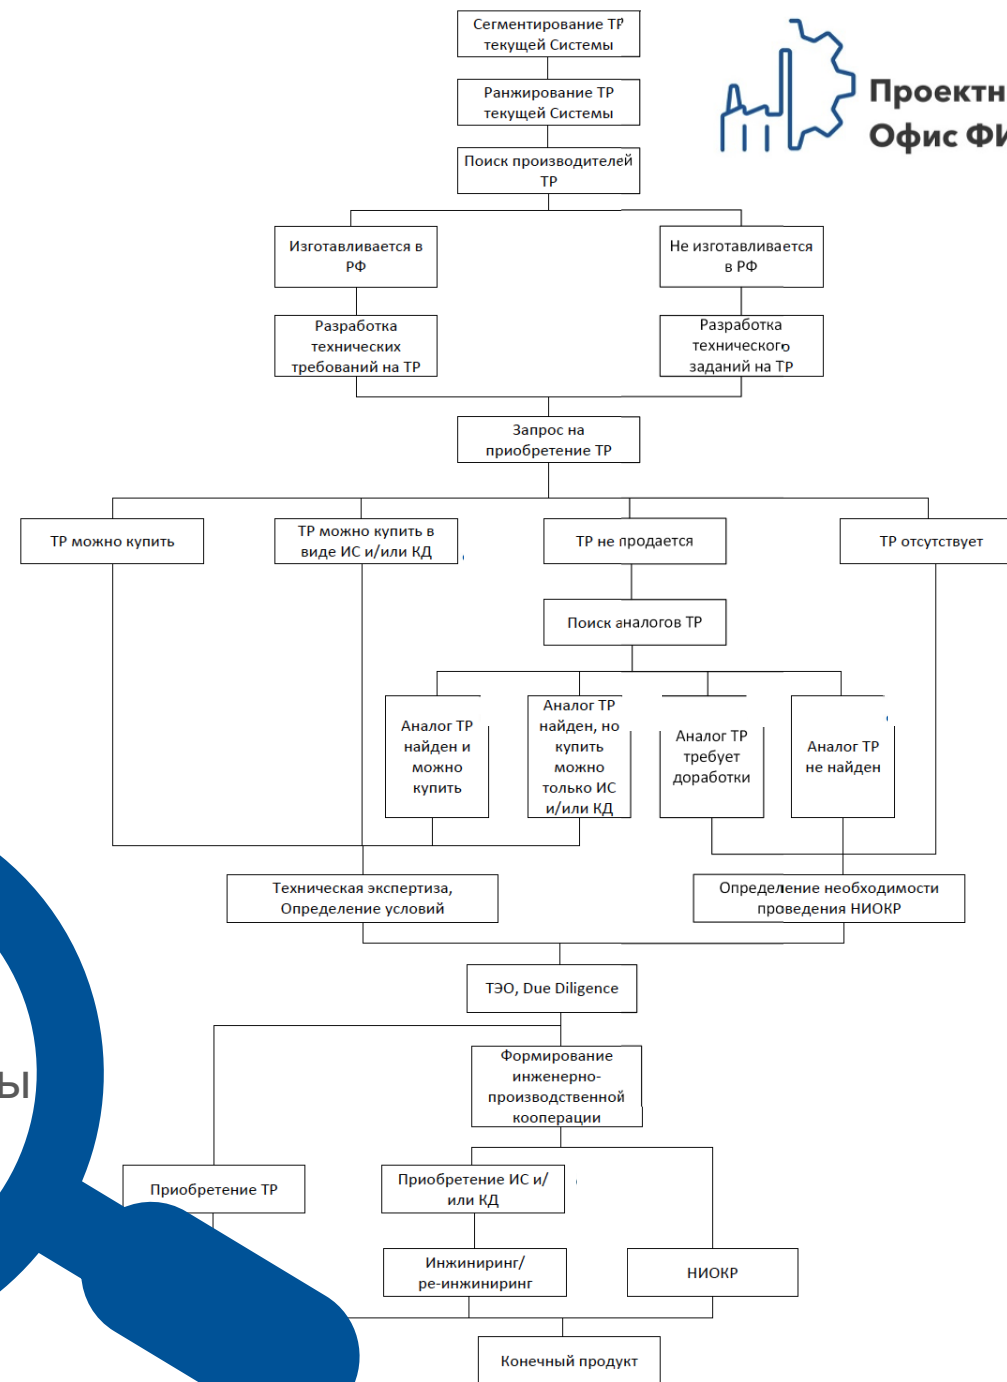 Сегментирование ТР
текущей Системы
Ранжирование ТР
текущей Системы
Поиск производителей
ТР
Проектн
Офис ФИ
Изготавливается в
РФ
Не изготавливается
в РФ
Разработка
технических
требований на ТР
Разработка
технического
заданий на ТР
Запрос на
приобретение ТР
ТР можно купить
ТР можно купить в
виде ИС и/или КД
ТР не продается
ТР отсутствует
Поиск аналогов ТР
Аналог ТР
найден и
можно
купить
Аналог ТР
найден, но
купить
можно
только ИС
и/или КД
Аналог ТР
требует
доработки
Аналог ТР
не найден
Техническая экспертиза,
Определение условий
Определение необходимости
проведения НИОКР
ТЭО, Due Diligence
Формирование
инженерно-
производственной
кооперации
ы
Приобретение ТР
Приобретение ИС и/
или КД
Инжиниринг/
ре-инжиниринг
НИОКР
Конечный продукт